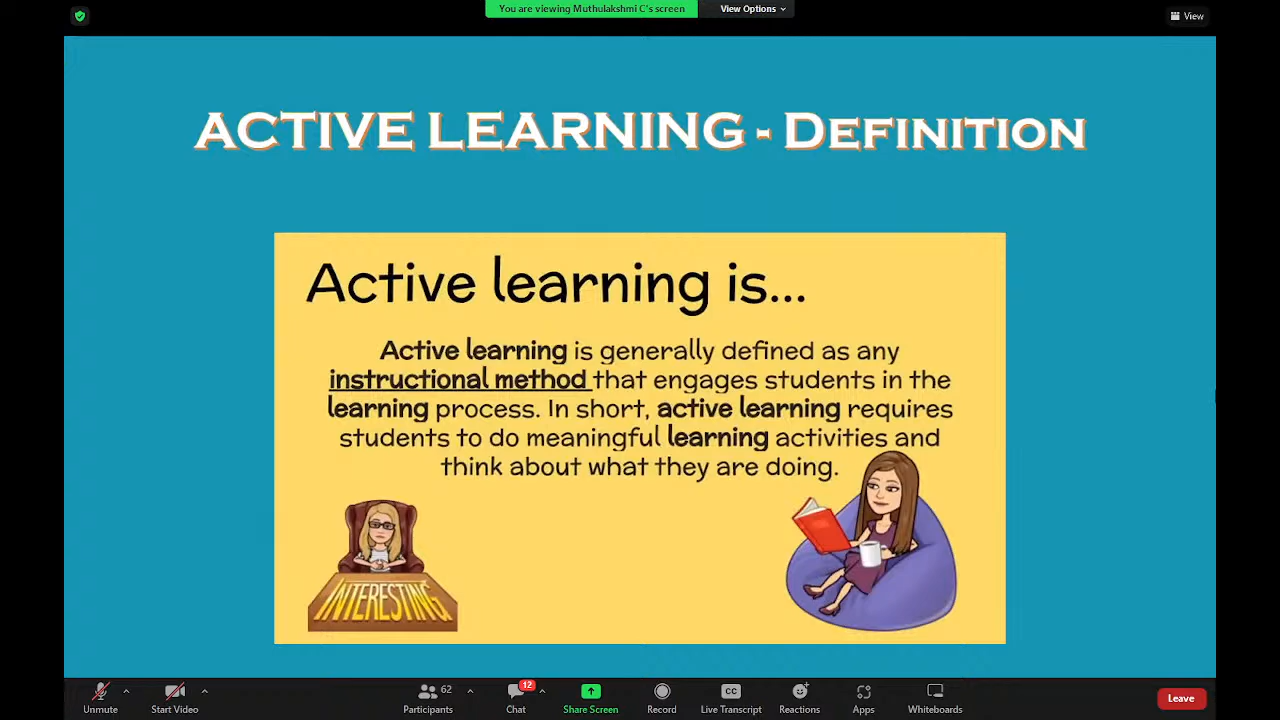 You are viewing Muthulakshmi C's screen
View Options
View
ACTIVE LEARNING - DEFINITION
Active learning is...
Active learning is generally defined as any
instructional method that engages students in the
learning process. In short, active learning requires
students to do meaningful learning activities and
think about what they are doing.
INTERESTING
62
12
CC
Unmute
Start Video
Participants
Chat
Share Screen
Record
Live Transcript
Reactions
Apps
Whiteboards
Leave